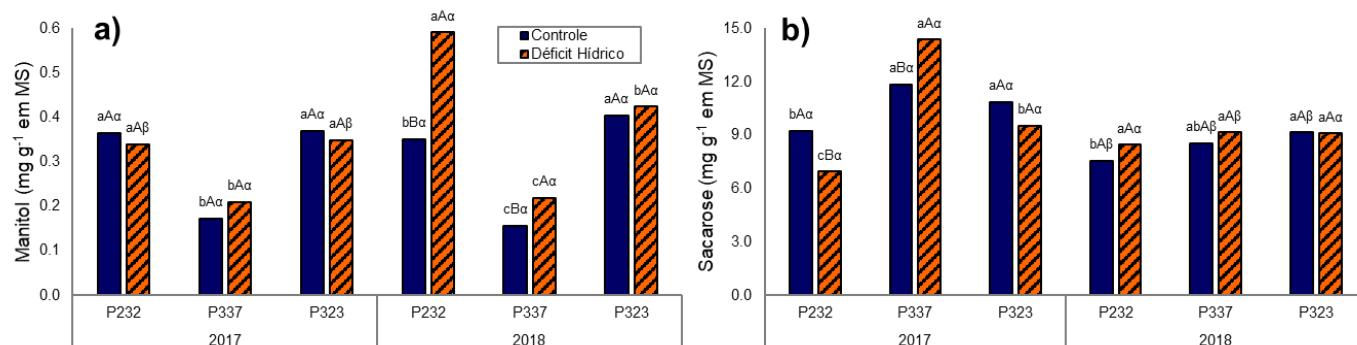 a)
Manitol (mg g⁻¹ em MS)
0.6
0.5
0.4
0.3
0.2
0.1
0.0
Controle
Déficit Hídrico
aAα aAβ bAα bAα aAα aAβ bBα aAα cBα cAα aAα bAα
P232 P337 P323 P232 P337 P323
2017 2018
b)
Sacarose (mg g⁻¹ em MS)
15.0
12.0
9.0
6.0
3.0
0.0
bAα cBα aBα aAα aAα bAα bAβ aAα abAβ aAβ aAβ aAα
P232 P337 P323 P232 P337 P323
2017 2018